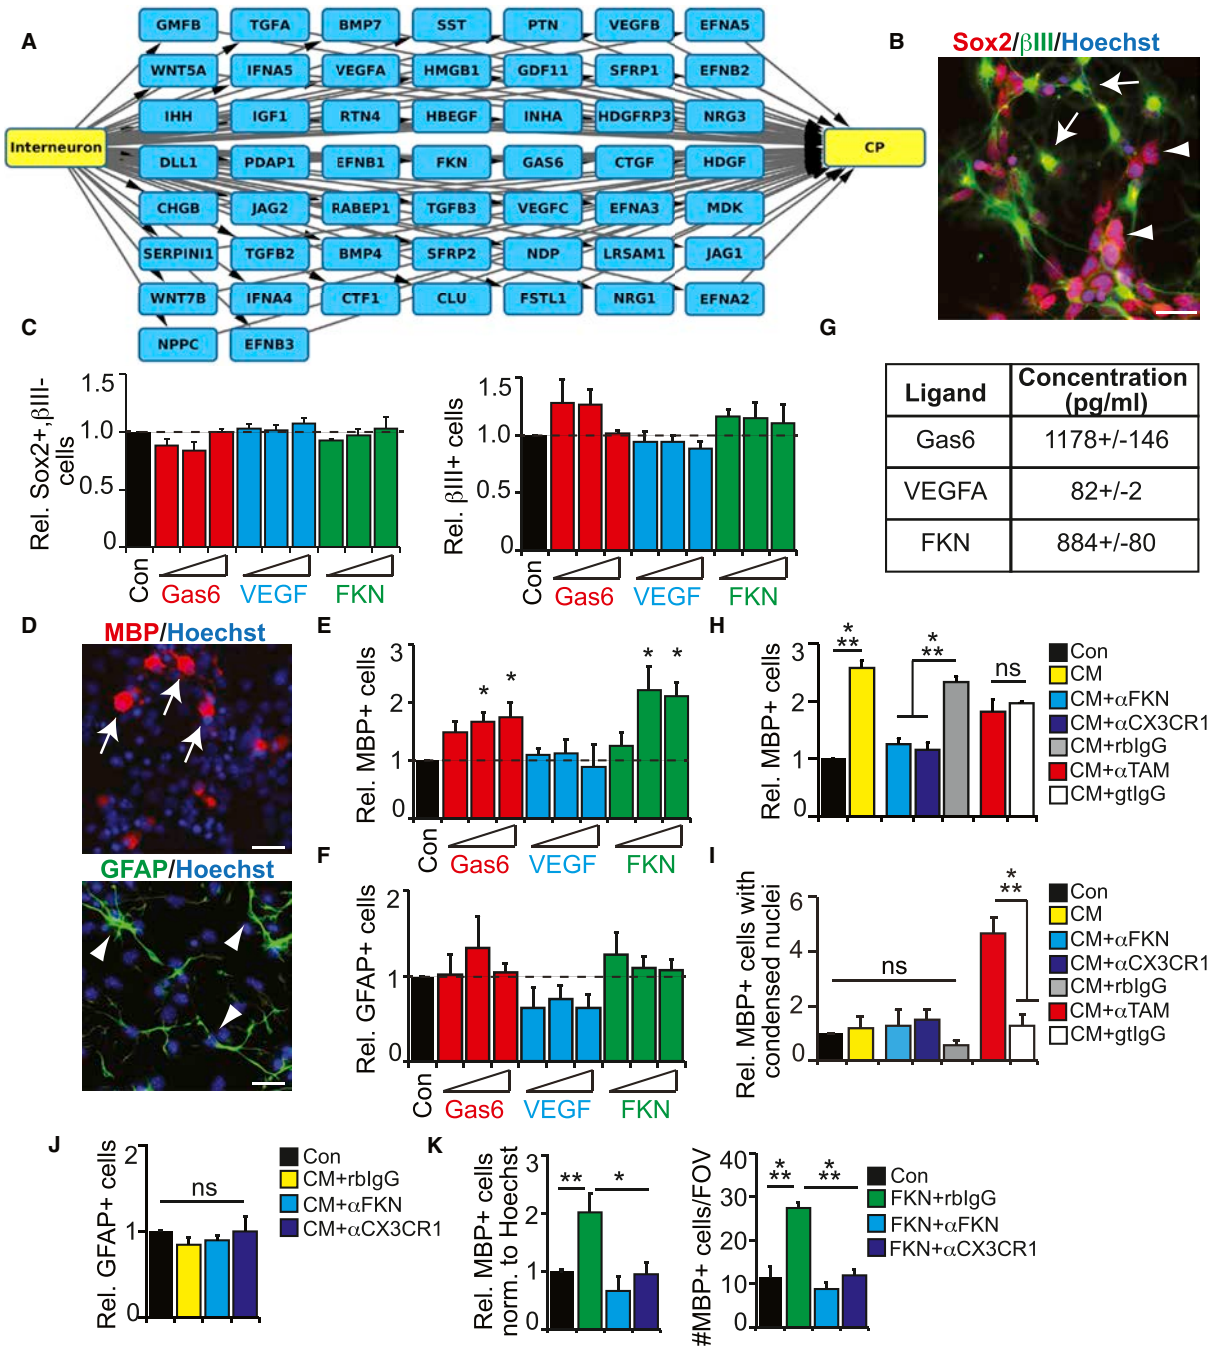 A
GMFB TGFA BMP7 SST PTN VEGFB EFNA5
WNT5A IFNA5 VEGFA HMGB1 GDF11 SFRP1 EFNB2
IHH IGF1 RTN4 HBEGF INHA HDGFRP3 NRG3
Interneuron
CP
DLL1 PDAP1 EFNB1 FKN GAS6 CTGF HDGF
CHGB JAG2 RABEP1 TGFB3 VEGFC EFNA3 MDK
SERPINI1 TGFB2 BMP4 SFRP2 NDP LRSAM1 JAG1
WNT7B IFNA4 CTF1 CLU FSTL1 NRG1 EFNA2
NPPC EFNB3
B
Sox2/βIII/Hoechst
C
Rel. Sox2+,βIII-
cells
1.5
1.0
0.5
0
Con
Gas6 VEGF FKN
Rel. βIII+ cells
1.5
1.0
0.5
0
Con
Gas6 VEGF FKN
G
Ligand Concentration
(pg/ml)
Gas6 1178+/-146
VEGFA 82+/-2
FKN 884+/-80
D
MBP/Hoechst
GFAP/Hoechst
E
Rel. MBP+ cells
3
2
1
0
* * * *
Con
Gas6 VEGF FKN
F
Rel. GFAP+ cells
2
1
0
Con
Gas6 VEGF FKN
H
Rel. MBP+ cells
3
2
1
0
*
**
*
**
ns
Con
CM
CM+αFKN
CM+αCX3CR1
CM+rbIgG
CM+αTAM
CM+gtIgG
I
Rel. MBP+ cells with
condensed nuclei
6
4
2
0
ns
*
**
Con
CM
CM+αFKN
CM+αCX3CR1
CM+rbIgG
CM+αTAM
CM+gtIgG
J
Rel. GFAP+ cells
2
1
0
ns
Con
CM+rbIgG
CM+αFKN
CM+αCX3CR1
K
Rel. MBP+ cells
norm. to Hoechst
3
2
1
0
** *
#MBP+ cells/FOV
40
30
20
10
0
*
**
*
**
Con
FKN+rbIgG
FKN+αFKN
FKN+αCX3CR1